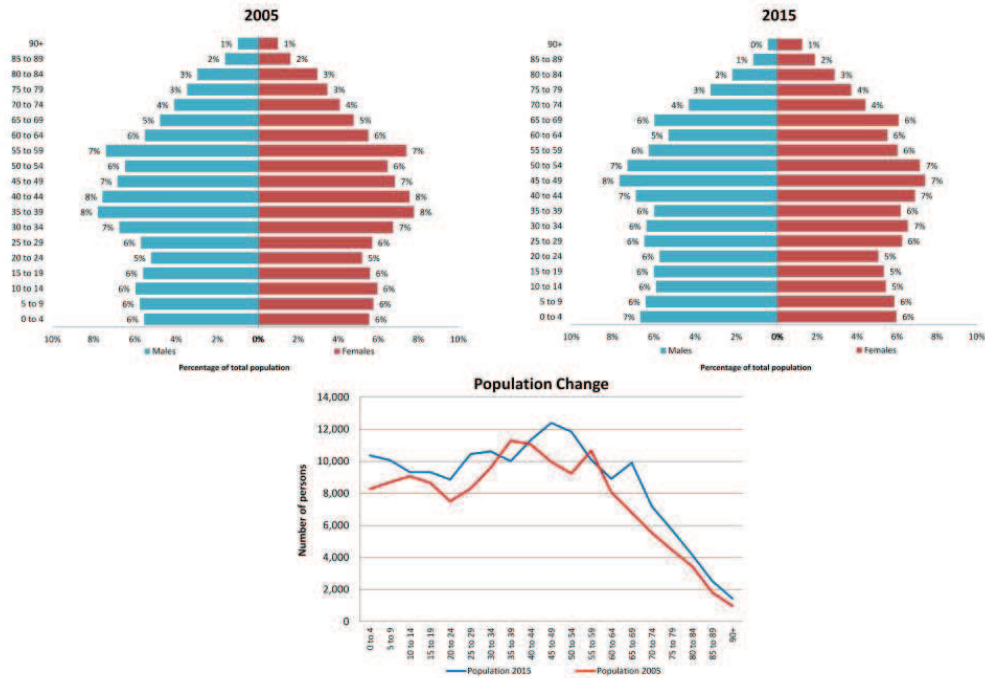 2005
90+ 1% 1%
85 to 89 2% 2%
80 to 84 3% 3%
75 to 79 3% 3%
70 to 74 4% 4%
65 to 69 5% 5%
60 to 64 6% 6%
55 to 59 7% 7%
50 to 54 6% 6%
45 to 49 7% 7%
40 to 44 8% 8%
35 to 39 8% 8%
30 to 34 7% 7%
25 to 29 6% 6%
20 to 24 5% 5%
15 to 19 6% 6%
10 to 14 6% 6%
5 to 9 6% 6%
0 to 4 6% 6%
10% 8% 6% 4% 2% 0% 2% 4% 6% 8% 10%
Males Females
Percentage of total population
2015
90+ 0% 1%
85 to 89 1% 2%
80 to 84 2% 3%
75 to 79 3% 4%
70 to 74 4% 4%
65 to 69 6% 6%
60 to 64 5% 6%
55 to 59 6% 6%
50 to 54 7% 7%
45 to 49 8% 7%
40 to 44 7% 7%
35 to 39 6% 6%
30 to 34 6% 7%
25 to 29 6% 6%
20 to 24 6% 5%
15 to 19 6% 5%
10 to 14 6% 5%
5 to 9 6% 6%
0 to 4 7% 6%
10% 8% 6% 4% 2% 0% 2% 4% 6% 8% 10%
Males Females
Percentage of total population
Population Change
Number of persons
14,000
12,000
10,000
8,000
6,000
4,000
2,000
0
0 to 4
5 to 9
10 to 14
15 to 19
20 to 24
25 to 29
30 to 34
35 to 39
40 to 44
45 to 49
50 to 54
55 to 59
60 to 64
65 to 69
70 to 74
75 to 79
80 to 84
85 to 89
90+
Population 2015 Population 2005